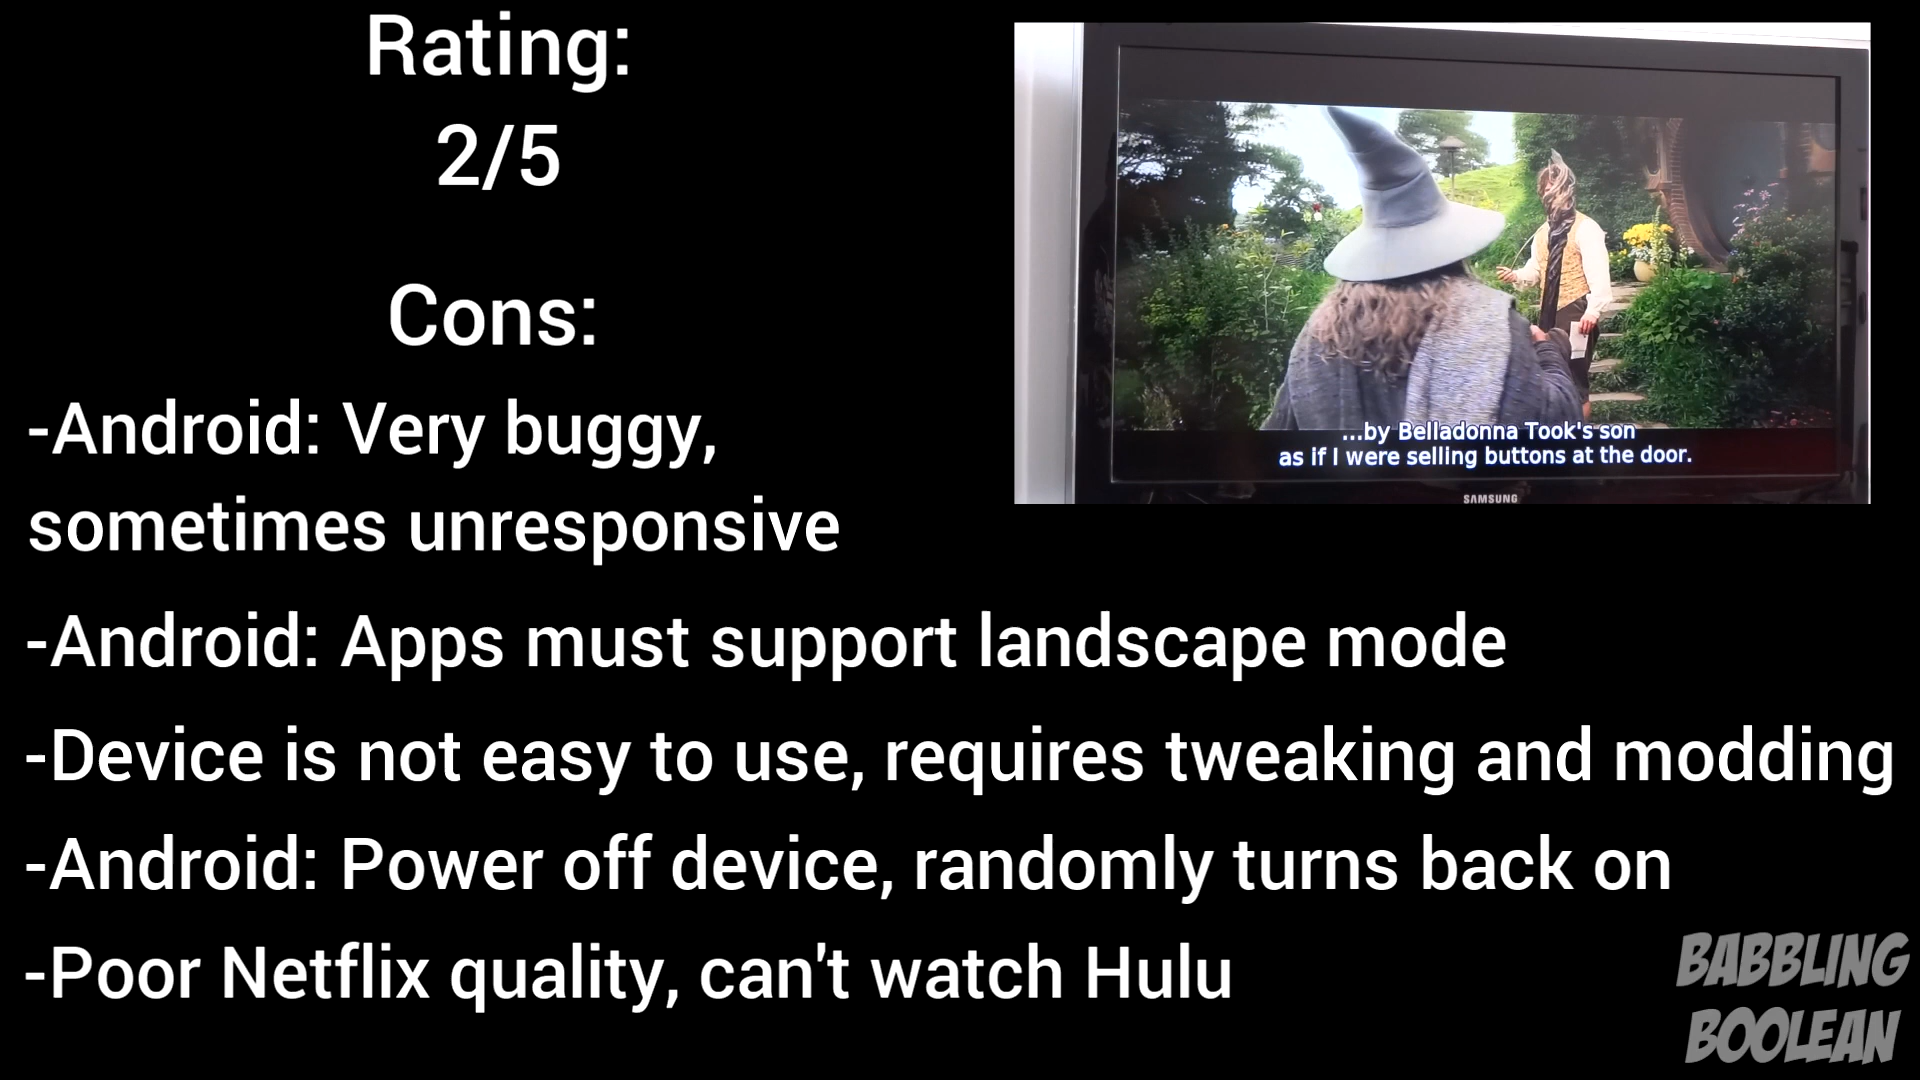 Rating:
2/5
Cons:
-Android: Very buggy,
sometimes unresponsive
-Android: Apps must support landscape mode
-Device is not easy to use, requires tweaking and modding
-Android: Power off device, randomly turns back on
-Poor Netflix quality, can't watch Hulu
...by Belladonna Took's son
as if I were selling buttons at the door.
SAMSUNG
BABBLING
BOOLEAN